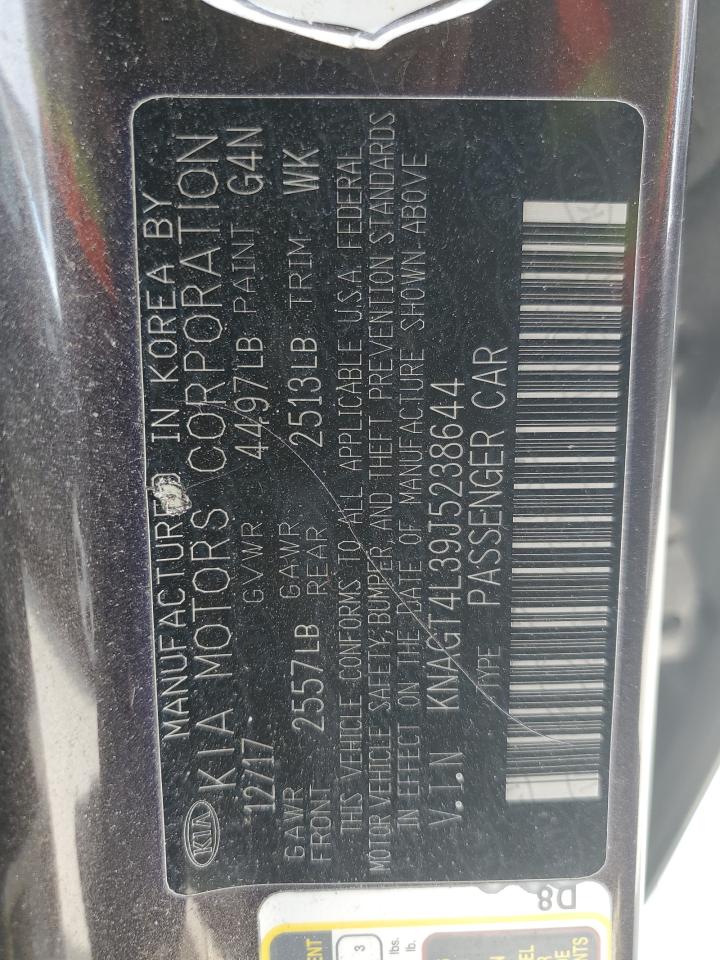 KIA
MANUFACTURED IN KOREA BY
KIA MOTORS CORPORATION
12/17 GVWR 4497LB PAINT G4N
GAWR FRONT 2557LB GAWR REAR 2513LB TRIM WK
THIS VEHICLE CONFORMS TO ALL APPLICABLE U.S.A. FEDERAL
MOTOR VEHICLE SAFETY, BUMPER, AND THEFT PREVENTION STANDARDS
IN EFFECT ON THE DATE OF MANUFACTURE SHOWN ABOVE
V.I.N KNAGT4L39J5238644
TYPE PASSENGER CAR
D8
3
lbs.
lb.